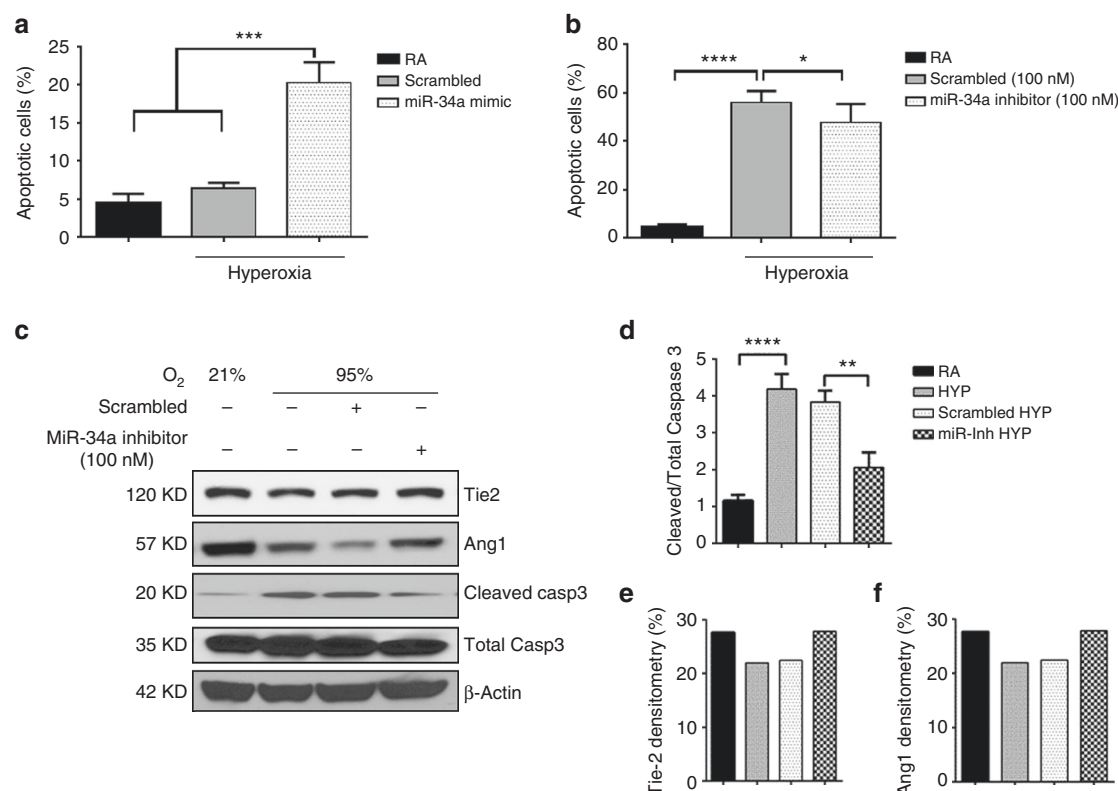 a
***
25
20
15
10
5
0
Apoptotic cells (%)
Hyperoxia
RA
Scrambled
miR-34a mimic
b
****
*
80
60
40
20
0
Apoptotic cells (%)
Hyperoxia
RA
Scrambled (100 nM)
miR-34a inhibitor (100 nM)
c
O2 21% 95%
Scrambled – – + –
MiR-34a inhibitor
(100 nM) – – – +
120 KD Tie2
57 KD Ang1
20 KD Cleaved casp3
35 KD Total Casp3
42 KD β-Actin
d
****
**
5
4
3
2
1
0
Cleaved/Total Caspase 3
RA
HYP
Scrambled HYP
miR-Inh HYP
e
30
20
10
0
Tie-2 densitometry (%)
f
30
20
10
0
Ang1 densitometry (%)